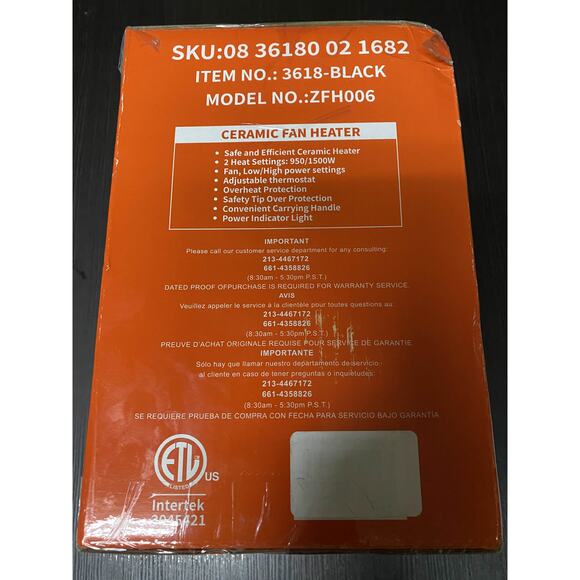 SKU:08 36180 02 1682
ITEM NO.: 3618-BLACK
MODEL NO.:ZFH006
CERAMIC FAN HEATER
• Safe and Efficient Ceramic Heater
• 2 Heat Settings: 950/1500W
• Fan, Low/High power settings
• Adjustable thermostat
• Overheat Protection
• Safety Tip Over Protection
• Convenient Carrying Handle
• Power Indicator Light
IMPORTANT
Please call our customer service department for any consulting:
213-4467172
661-4358826
(8:30am - 5:30pm P.S.T.)
DATED PROOF OFPURCHASE IS REQUIRED FOR WARRANTY SERVICE.
AVIS
Veuillez appeler le service à la clientèle pour toutes questions au:
213-4467172
661-4358826
(8:30am - 5:30pm P.S.T.)
PREUVE D'ACHAT ORIGINALE REQUISE POUR SERVICE DE GARANTIE
IMPORTANTE
Sólo hay que llamar nuestro departamento de servicio
al cliente en caso de tener preguntas o inquietudes:
213-4467172
661-4358826
(8:30am - 5:30pm P.S.T.)
SE REQUIERE PRUEBA DE COMPRA CON FECHA PARA SERVICIO BAJO GARANTÍA
ETL
LISTED
US
Intertek
3045421